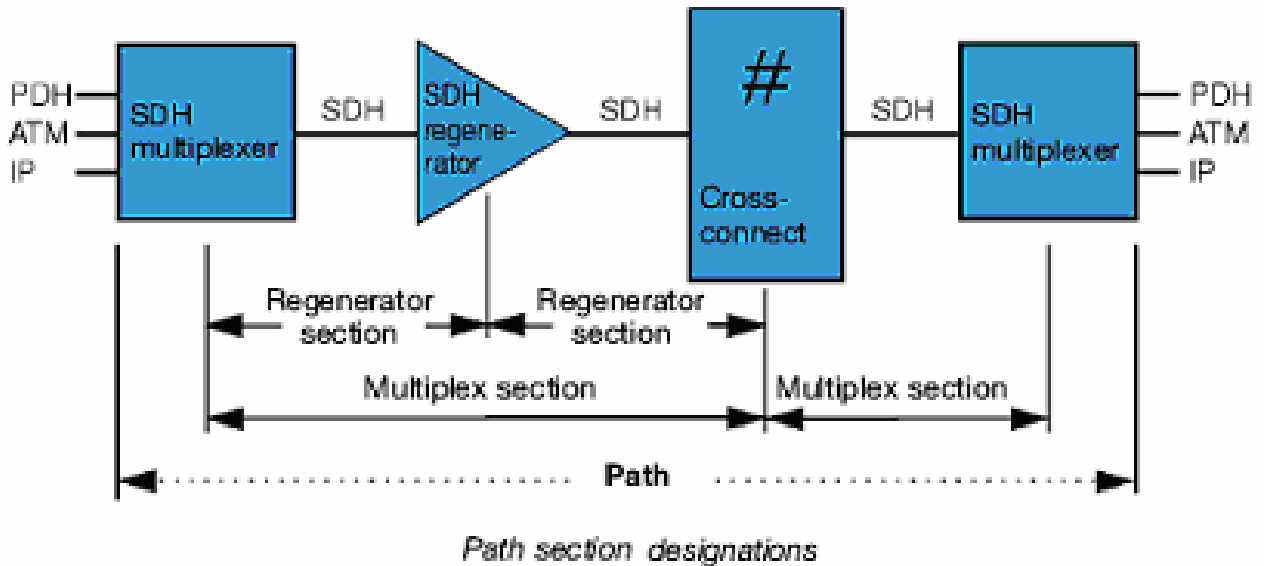 PDH
ATM
IP
SDH
multiplexer
SDH
SDH
regene-
rator
SDH
#
Cross-
connect
SDH
SDH
multiplexer
PDH
ATM
IP
Regenerator
section
Regenerator
section
Multiplex section
Multiplex section
Path
Path section designations